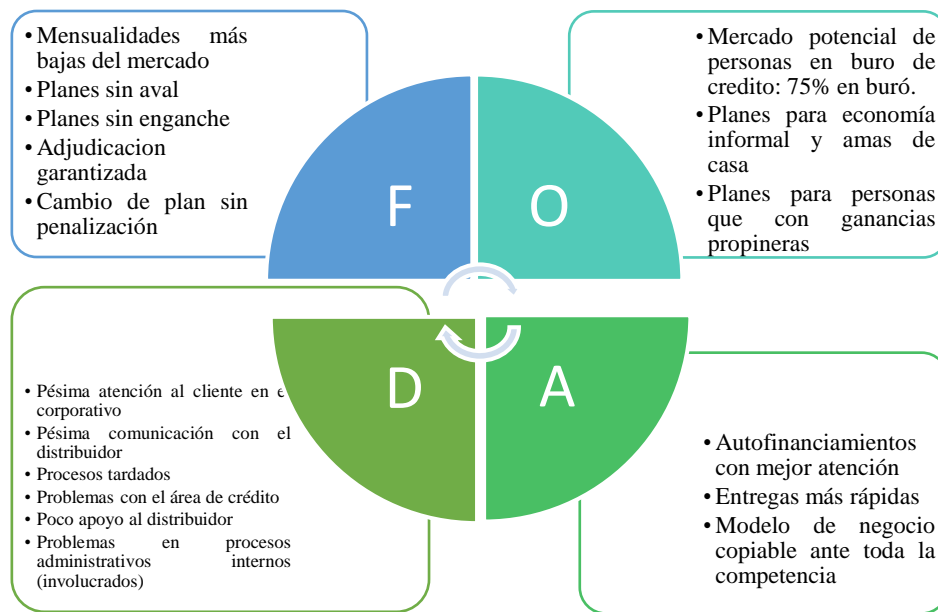 • Mensualidades más
bajas del mercado
• Planes sin aval
• Planes sin enganche
• Adjudicacion
garantizada
• Cambio de plan sin
penalización
F
• Mercado potencial de
personas en buro de
credito: 75% en buró.
• Planes para economía
informal y amas de
casa
• Planes para personas
que con ganancias
propineras
O
• Pésima atención al cliente en e
corporativo
• Pésima comunicación con el
distribuidor
• Procesos tardados
• Problemas con el área de crédito
• Poco apoyo al distribuidor
• Problemas en procesos
administrativos internos
(involucrados)
D
A
• Autofinanciamientos
con mejor atención
• Entregas más rápidas
• Modelo de negocio
copiable ante toda la
competencia